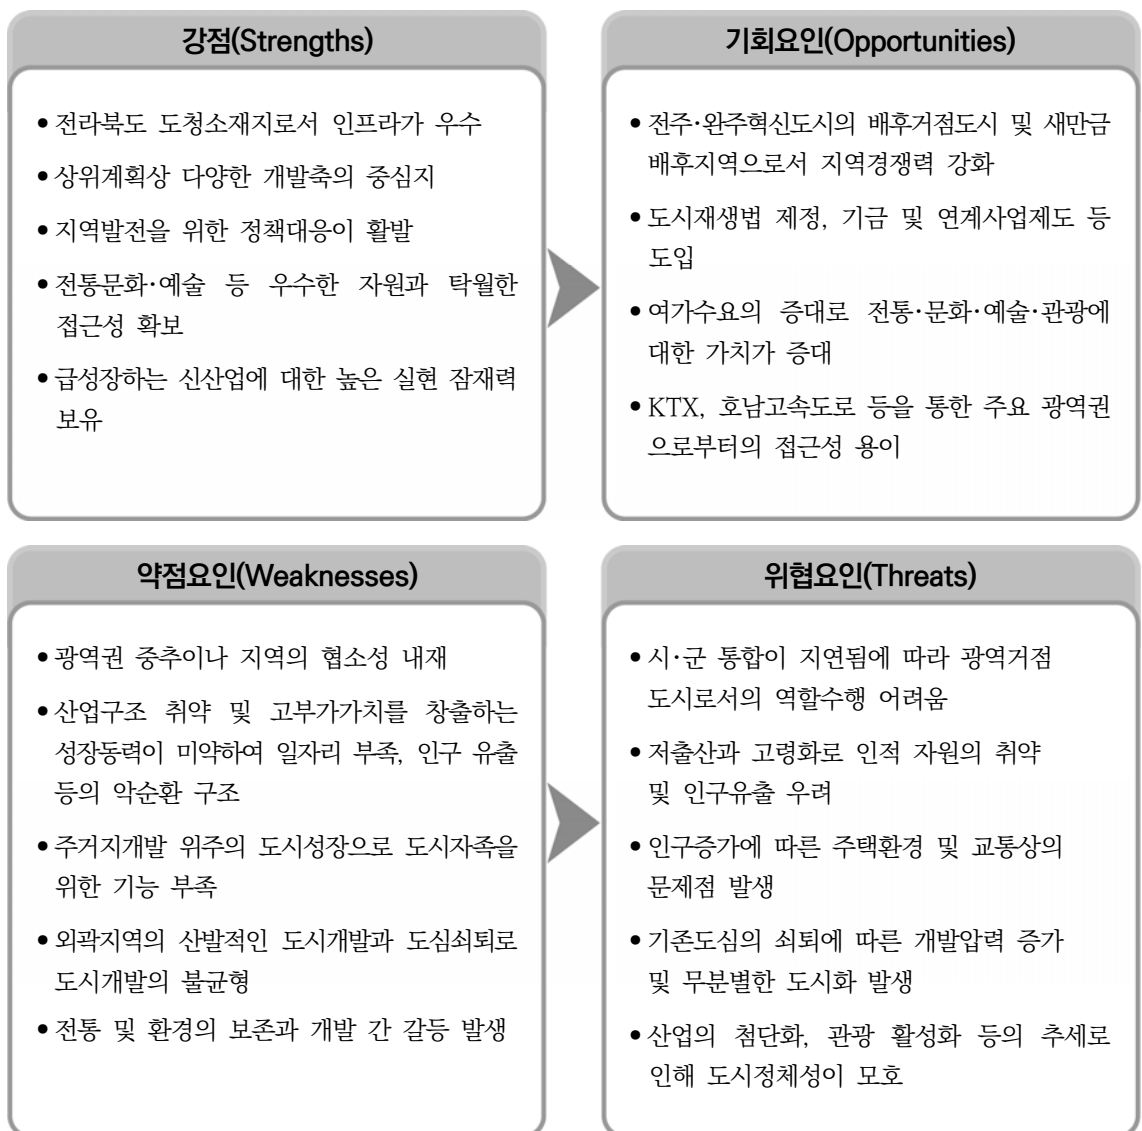 강점(Strengths)
• 전라북도 도청소재지로서 인프라가 우수
• 상위계획상 다양한 개발축의 중심지
• 지역발전을 위한 정책대응이 활발
• 전통문화·예술 등 우수한 자원과 탁월한
접근성 확보
• 급성장하는 신산업에 대한 높은 실현 잠재력
보유
기회요인(Opportunities)
• 전주·완주혁신도시의 배후거점도시 및 새만금
배후지역으로서 지역경쟁력 강화
• 도시재생법 제정, 기금 및 연계사업제도 등
도입
• 여가수요의 증대로 전통·문화·예술·관광에
대한 가치가 증대
• KTX, 호남고속도로 등을 통한 주요 광역권
으로부터의 접근성 용이
약점요인(Weaknesses)
• 광역권 중추이나 지역의 협소성 내재
• 산업구조 취약 및 고부가가치를 창출하는
성장동력이 미약하여 일자리 부족, 인구 유출
등의 악순환 구조
• 주거지개발 위주의 도시성장으로 도시자족을
위한 기능 부족
• 외곽지역의 산발적인 도시개발과 도심쇠퇴로
도시개발의 불균형
• 전통 및 환경의 보존과 개발 간 갈등 발생
위협요인(Threats)
• 시·군 통합이 지연됨에 따라 광역거점
도시로서의 역할수행 어려움
• 저출산과 고령화로 인적 자원의 취약
및 인구유출 우려
• 인구증가에 따른 주택환경 및 교통상의
문제점 발생
• 기존도심의 쇠퇴에 따른 개발압력 증가
및 무분별한 도시화 발생
• 산업의 첨단화, 관광 활성화 등의 추세로
인해 도시정체성이 모호